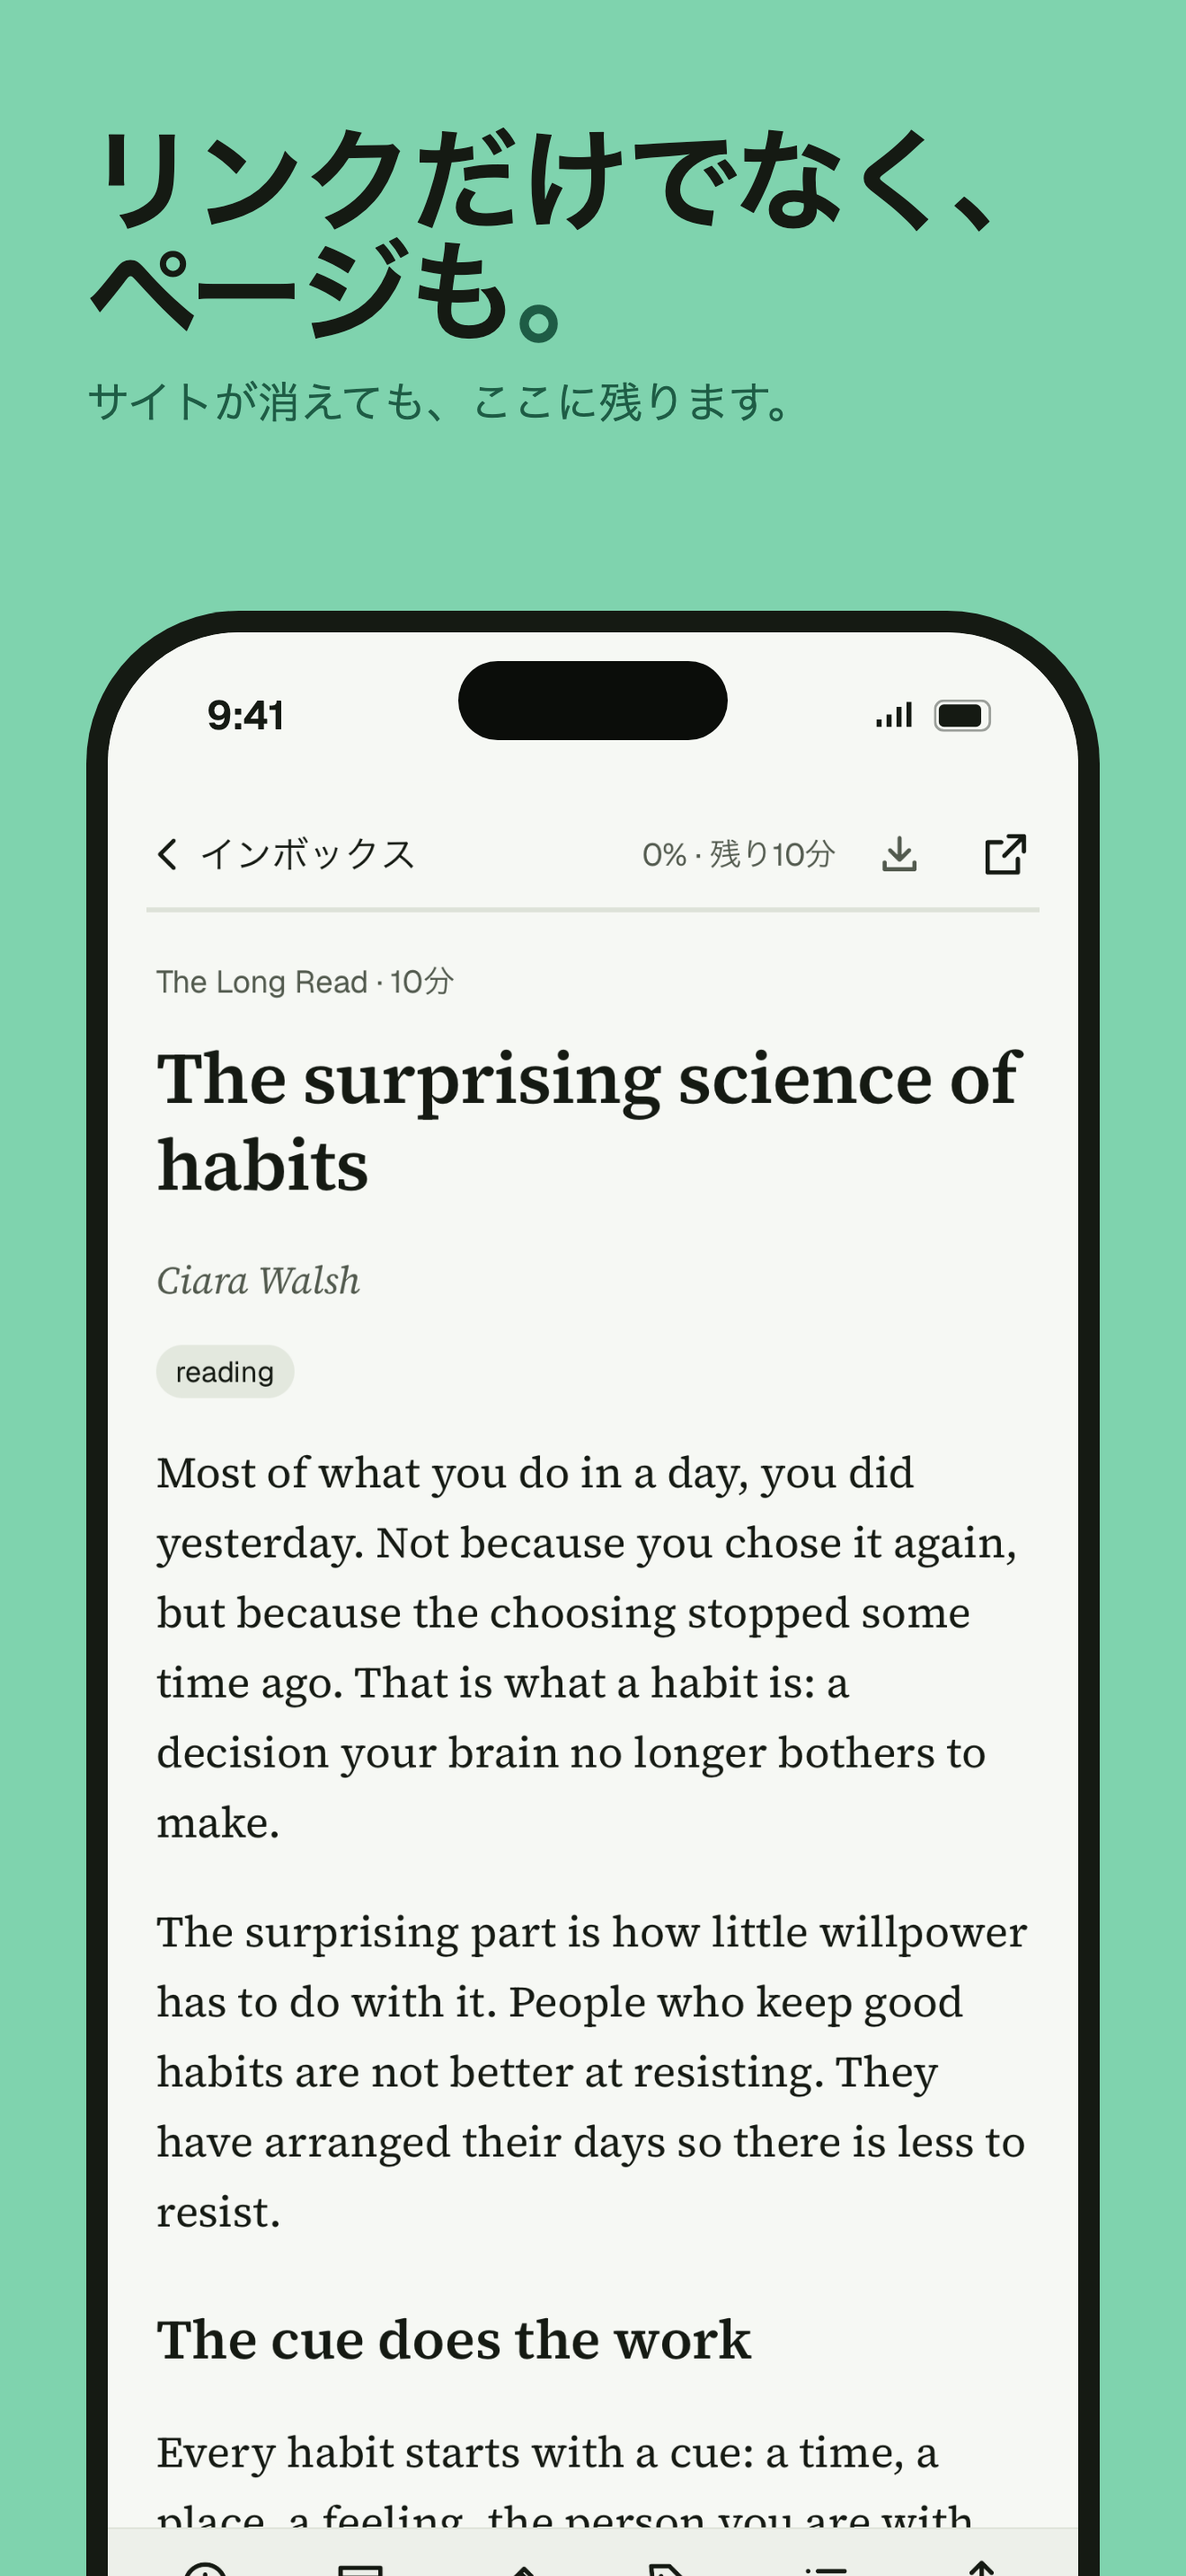 リンクだけでなく、
ページも。
サイトが消えても、ここに残ります。
9:41
インボックス
0% · 残り10分
The Long Read · 10分
The surprising science of
habits
Ciara Walsh
reading
Most of what you do in a day, you did
yesterday. Not because you chose it again,
but because the choosing stopped some
time ago. That is what a habit is: a
decision your brain no longer bothers to
make.
The surprising part is how little willpower
has to do with it. People who keep good
habits are not better at resisting. They
have arranged their days so there is less to
resist.
The cue does the work
Every habit starts with a cue: a time, a
place, a feeling, the person you are with